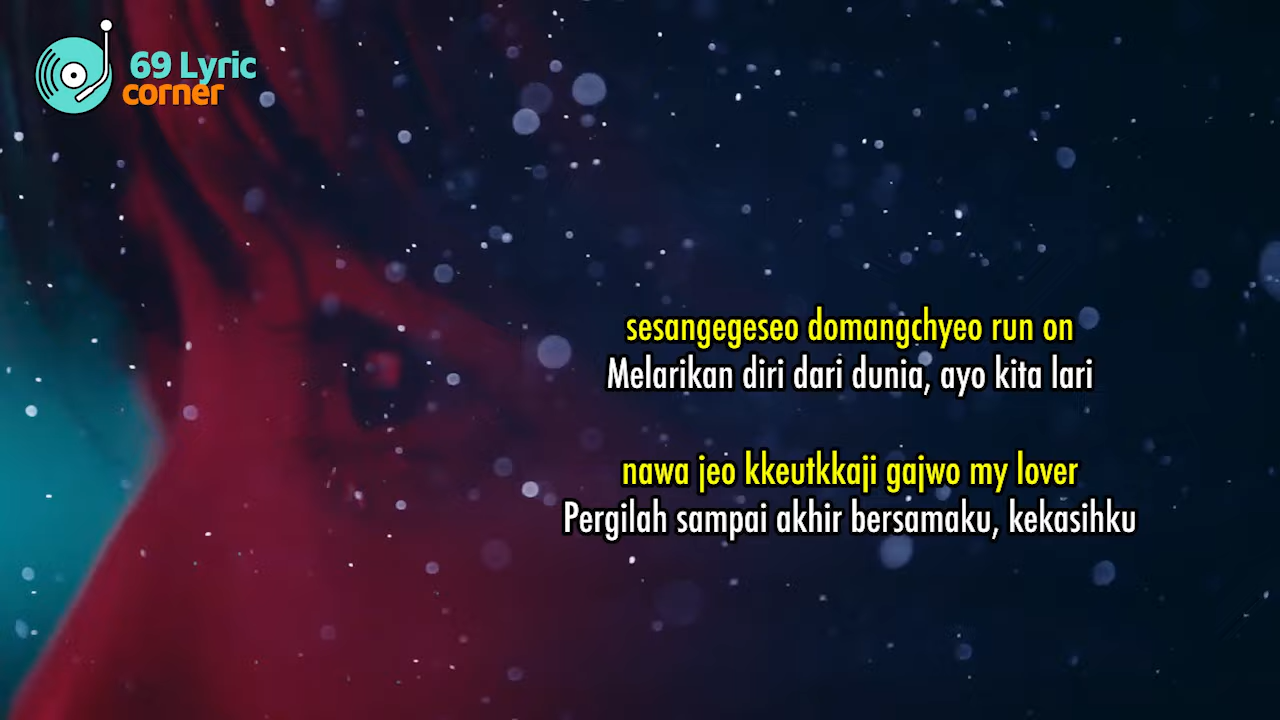 69 Lyric
corner
sesangegeseo domangchyeo run on
Melarikan diri dari dunia, ayo kita lari
nawa jeo kkeutkkaji gajwo my lover
Pergilah sampai akhir bersamaku, kekasihku